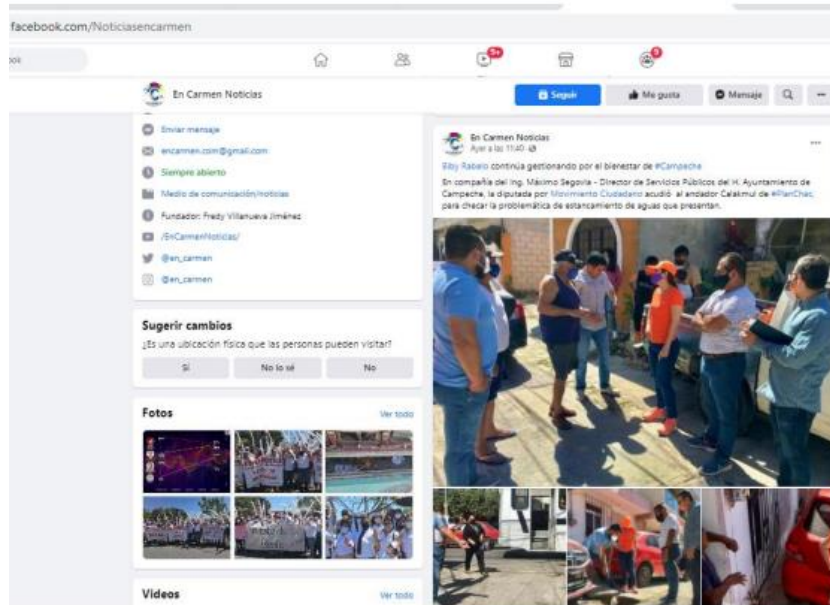 facebook.com/Noticiasencarmen
5+
9
En Carmen Noticias
Seguir
Me gusta
Mensaje
Enviar mensaje
encarmen.com@gmail.com
Siempre abierto
Medio de comunicación/noticias
Fundador: Fredy Villanueva Jiménez
/EnCarmenNoticias/
@en_carmen
@en_carmen
Sugerir cambios
¿Es una ubicación física que las personas pueden visitar?
Sí
No lo sé
No
Fotos
Ver todo
Videos
Ver todo
En Carmen Noticias
Ayer a las 11:40
Biby Rabelo continúa gestionando por el bienestar de #Campeche
En compañía del Ing. Máximo Segovia - Director de Servicios Públicos del H. Ayuntamiento de
Campeche, la diputada por Movimiento Ciudadano acudió al andador Calakmul de #PlanChac,
para checar la problemática de estancamiento de aguas que presentan.